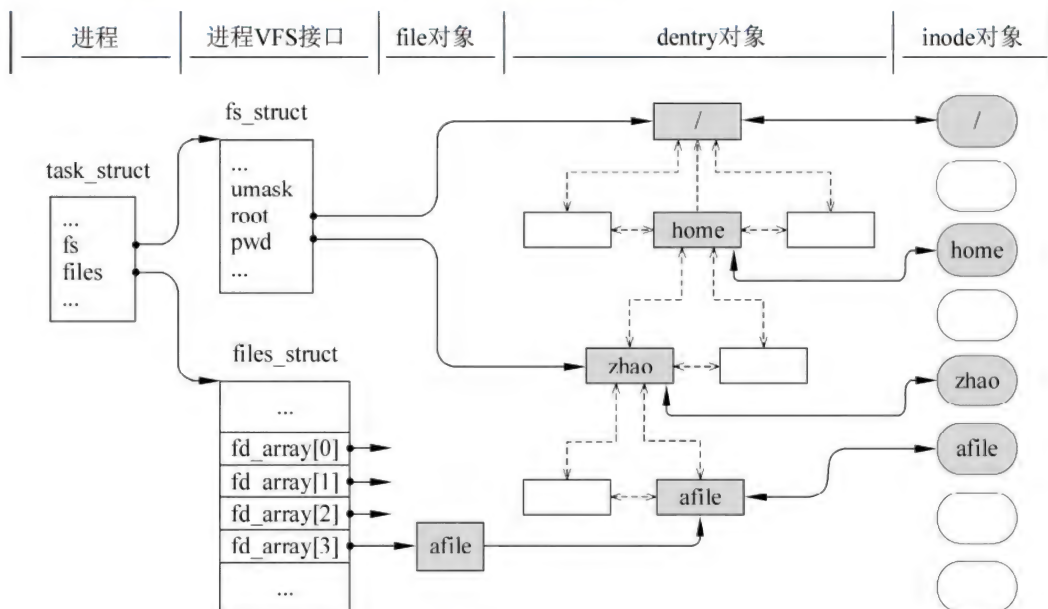 进程 进程VFS接口 file对象 dentry对象 inode对象
fs_struct
...
umask
root
pwd
...
task_struct
...
fs
files
...
files_struct
...
fd_array[0]
fd_array[1]
fd_array[2]
fd_array[3]
...
afile
/
home
zhao
afile
/
home
zhao
afile